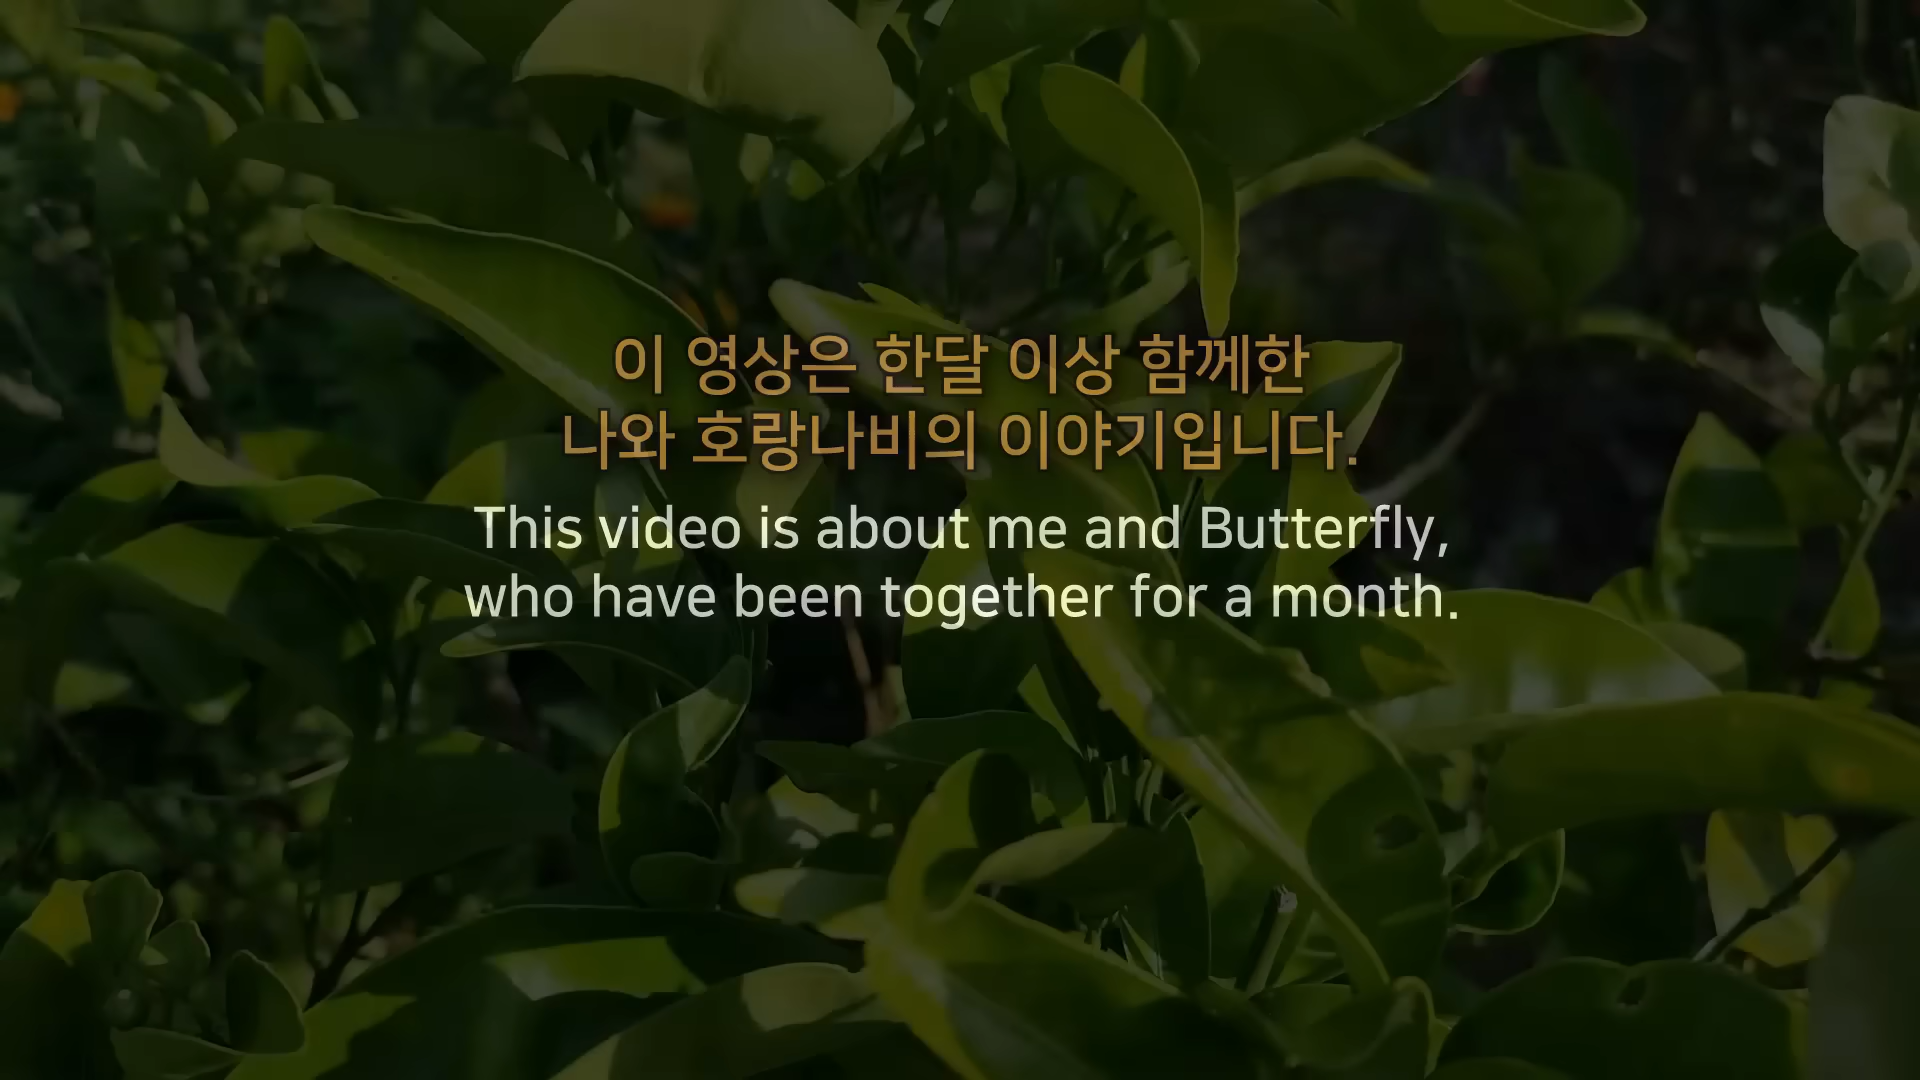 이 영상은 한달 이상 함께한
나와 호랑나비의 이야기입니다.
This video is about me and Butterfly,
who have been together for a month.